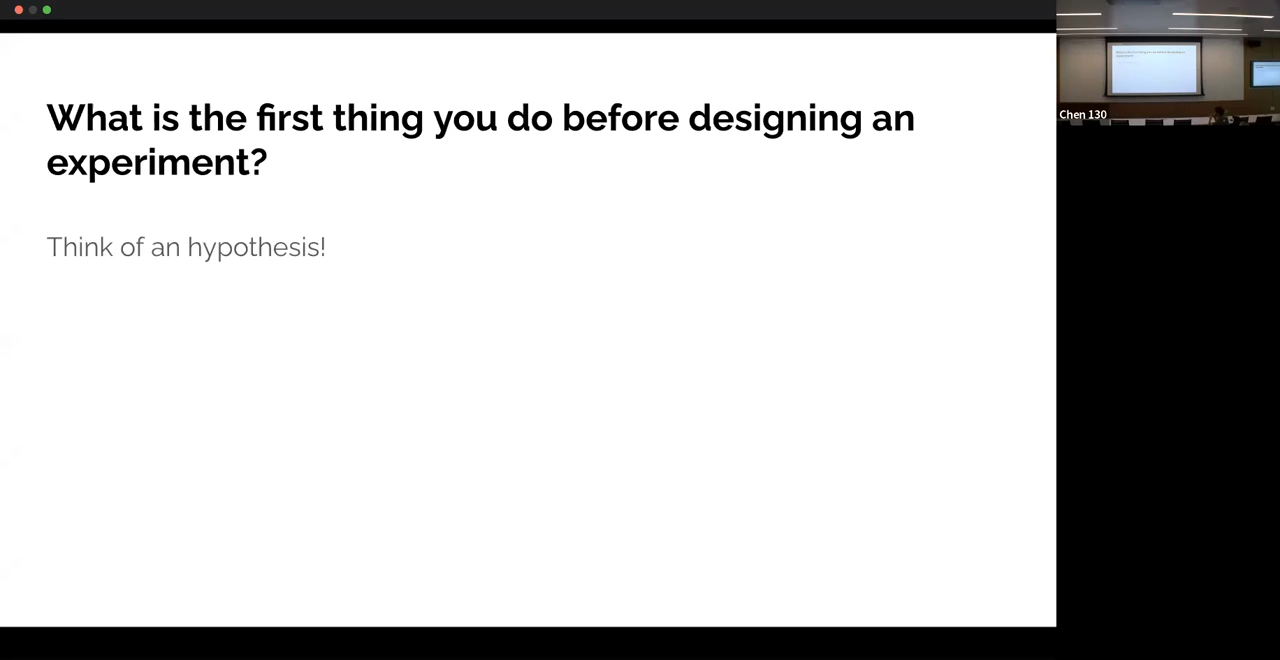 What is the first thing you do before designing an
experiment?
Think of an hypothesis!
Chen 130